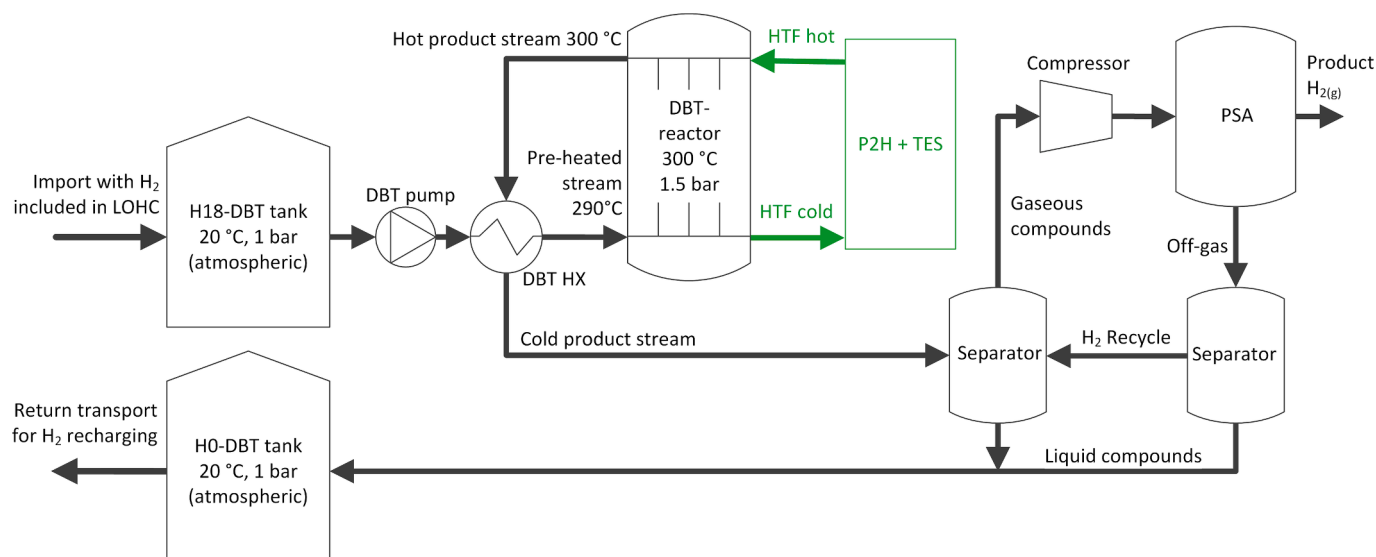 Hot product stream 300 °C
HTF hot
Compressor
Product
H2(g)
DBT-
reactor
300 °C
1.5 bar
PSA
P2H + TES
Import with H2
included in LOHC
H18-DBT tank
20 °C, 1 bar
(atmospheric)
DBT pump
Pre-heated
stream
290°C
HTF cold
Gaseous
compounds
Off-gas
DBT HX
Cold product stream
Separator
H2 Recycle
Separator
Return transport
for H2 recharging
H0-DBT tank
20 °C, 1 bar
(atmospheric)
Liquid compounds